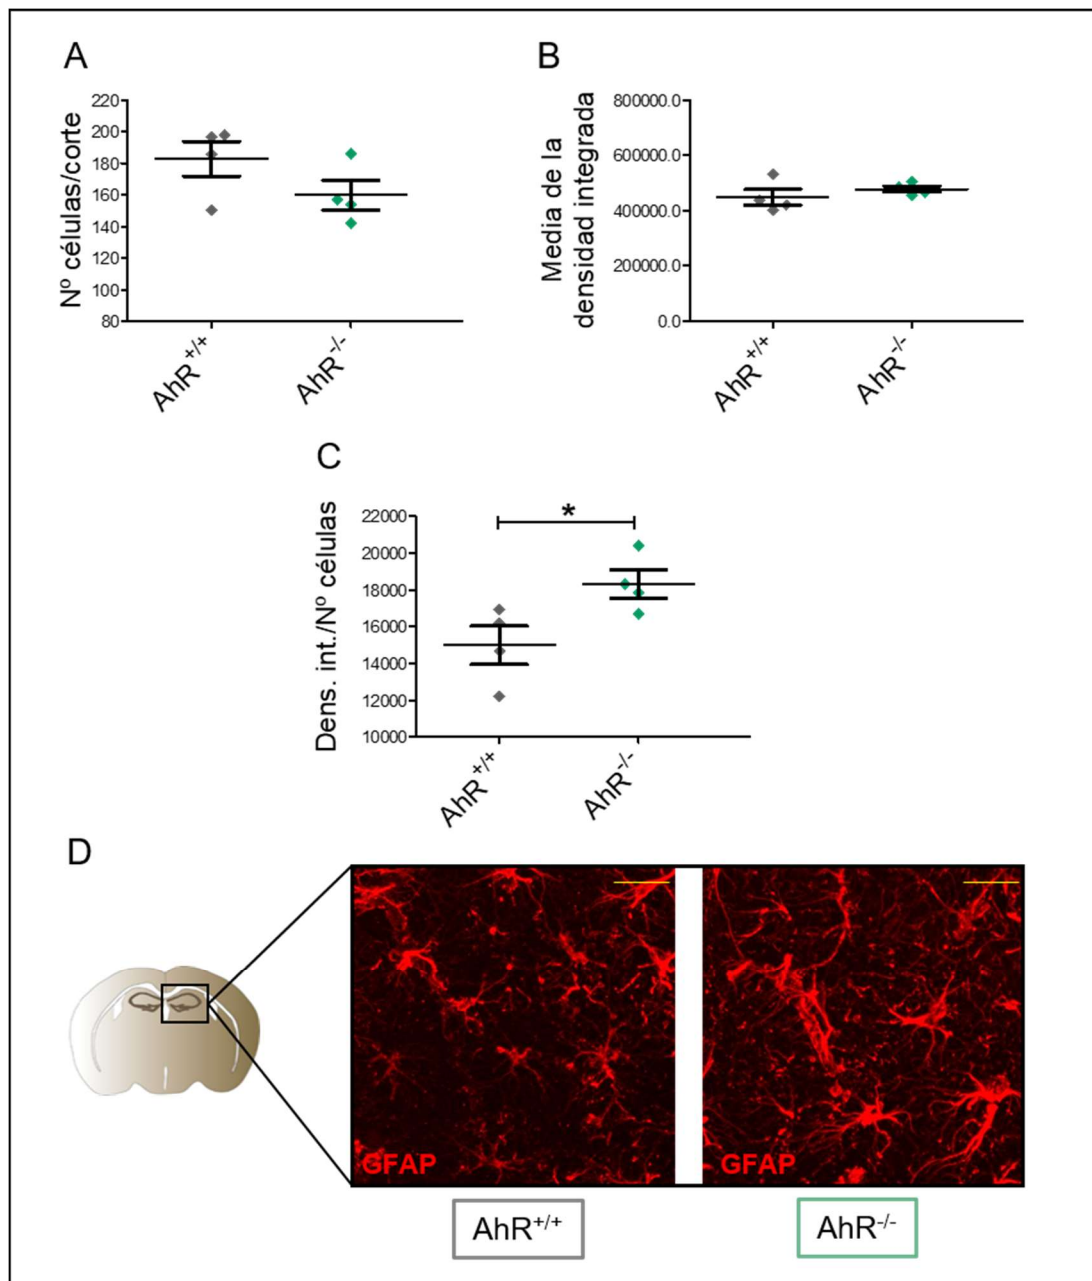 A
Nº células/corte
220
200
180
160
140
120
100
80
AhR+/+
AhR-/-
B
Media de la
densidad integrada
800000.0
600000.0
400000.0
200000.0
0.0
AhR+/+
AhR-/-
C
Dens. int./Nº células
22000
20000
18000
16000
14000
12000
10000
*
AhR+/+
AhR-/-
D
GFAP
GFAP
AhR+/+
AhR-/-